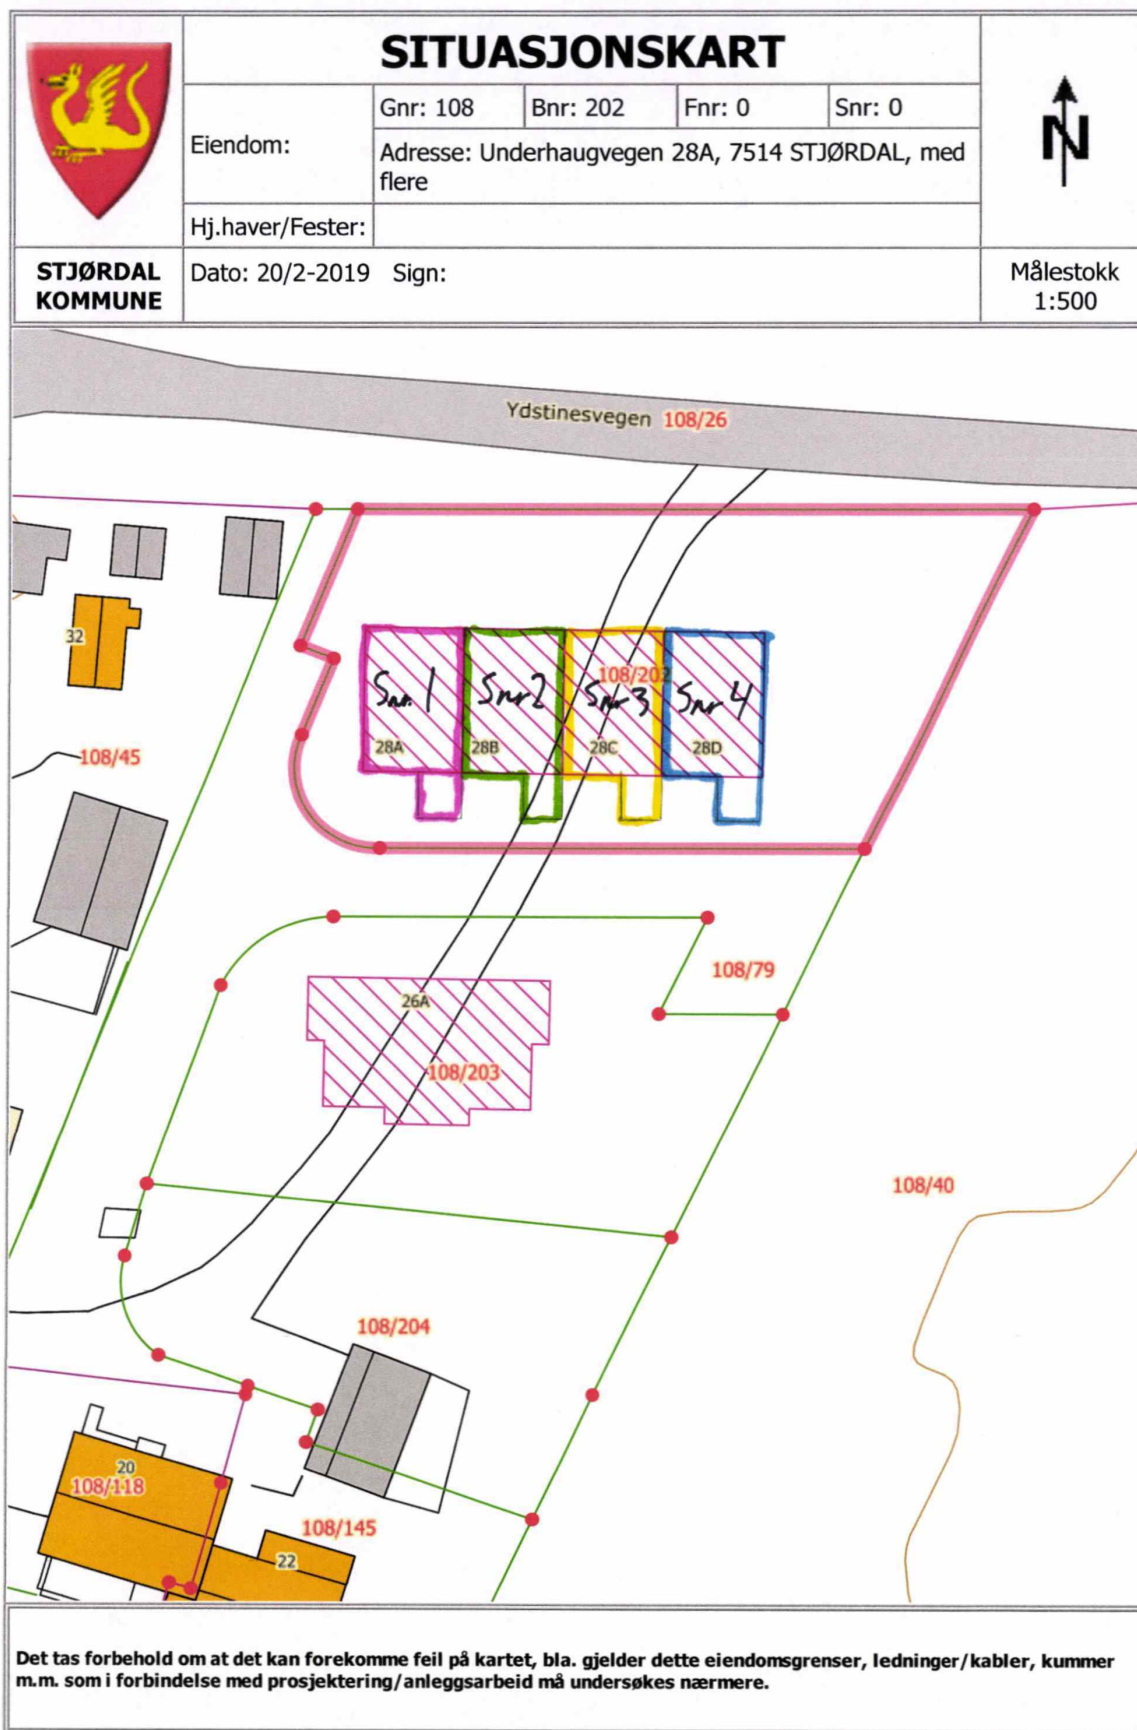 SITUASJONSKART
Eiendom:
Gnr: 108
Bnr: 202
Fnr: 0
Snr: 0
Adresse: Underhaugvegen 28A, 7514 STJØRDAL, med
flere
N
Hj.haver/Fester:
STJØRDAL
KOMMUNE
Dato: 20/2-2019 Sign:
Målestokk
1:500
Ydstinesvegen 108/26
32
108/45
108/202
Snr. 1
Snr 2
Snr 3
Snr 4
28A
28B
28C
28D
108/79
26A
108/203
108/40
108/204
20
108/118
108/145
22
Det tas forbehold om at det kan forekomme feil på kartet, bla. gjelder dette eiendomsgrenser, ledninger/kabler, kummer
m.m. som i forbindelse med prosjektering/anleggsarbeid må undersøkes nærmere.